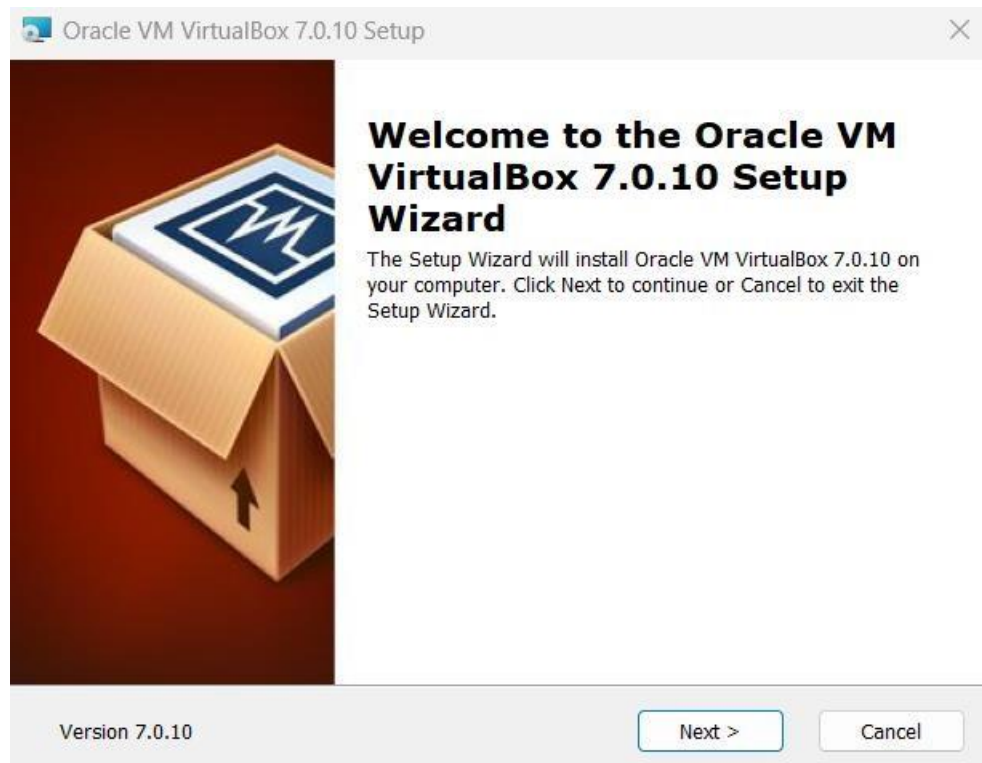 Oracle VM VirtualBox 7.0.10 Setup
Welcome to the Oracle VM
VirtualBox 7.0.10 Setup
Wizard
The Setup Wizard will install Oracle VM VirtualBox 7.0.10 on
your computer. Click Next to continue or Cancel to exit the
Setup Wizard.
Version 7.0.10
Next >
Cancel